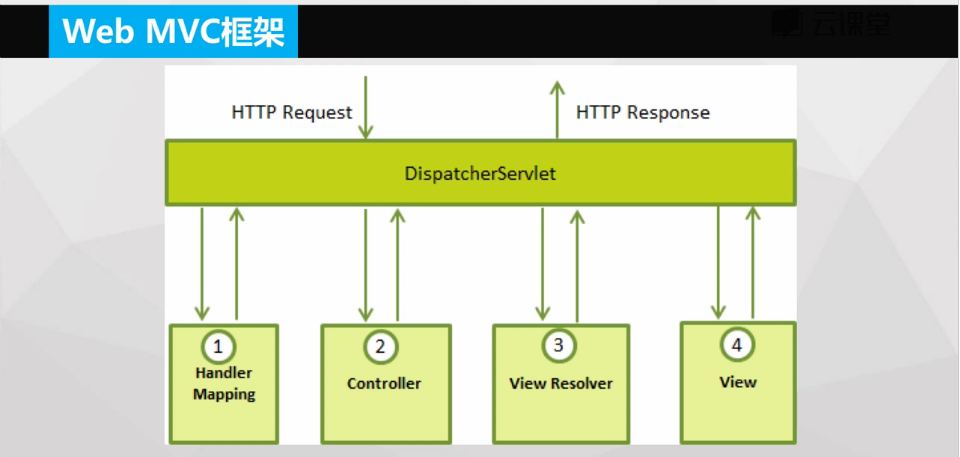 Web MVC框架
云课堂
HTTP Request
HTTP Response
DispatcherServlet
1
Handler
Mapping
2
Controller
3
View Resolver
4
View